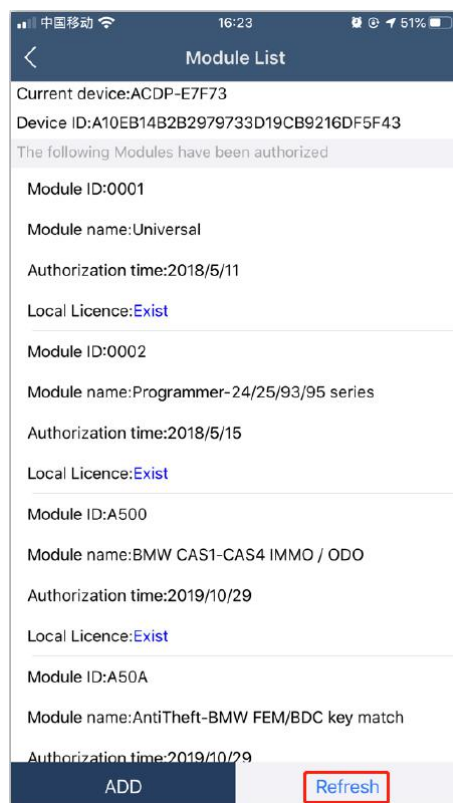 中国移动 16:23 51%
Module List
Current device:ACDP-E7F73
Device ID:A10EB14B2B2979733D19CB9216DF5F43
The following Modules have been authorized
Module ID:0001
Module name:Universal
Authorization time:2018/5/11
Local Licence:Exist
Module ID:0002
Module name:Programmer-24/25/93/95 series
Authorization time:2018/5/15
Local Licence:Exist
Module ID:A500
Module name:BMW CAS1-CAS4 IMMO / ODO
Authorization time:2019/10/29
Local Licence:Exist
Module ID:A50A
Module name:AntiTheft-BMW FEM/BDC key match
Authorization time:2019/10/29
ADD Refresh